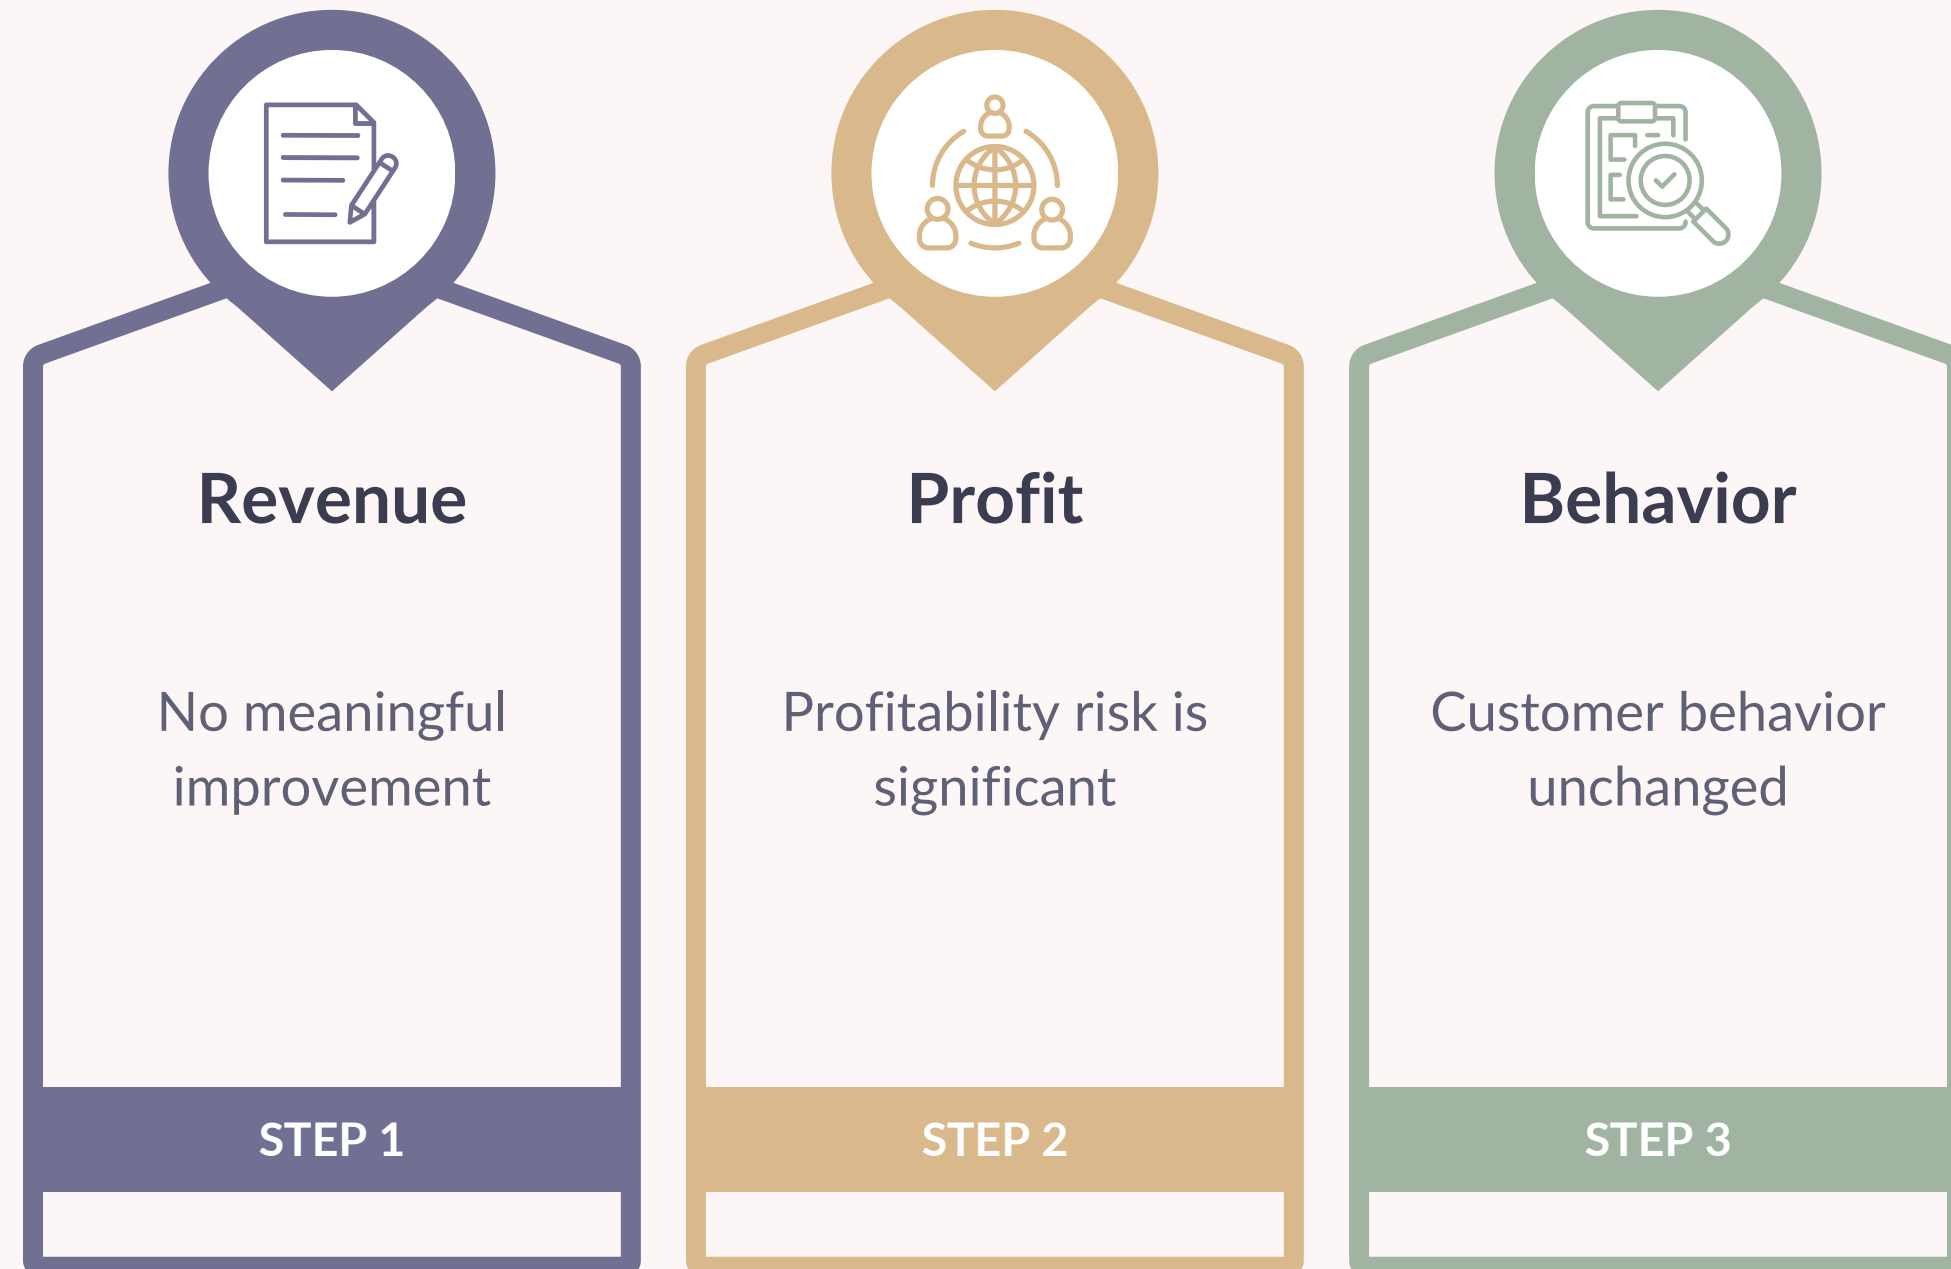 Revenue
No meaningful
improvement
STEP 1
Profit
Profitability risk is
significant
STEP 2
Behavior
Customer behavior
unchanged
STEP 3